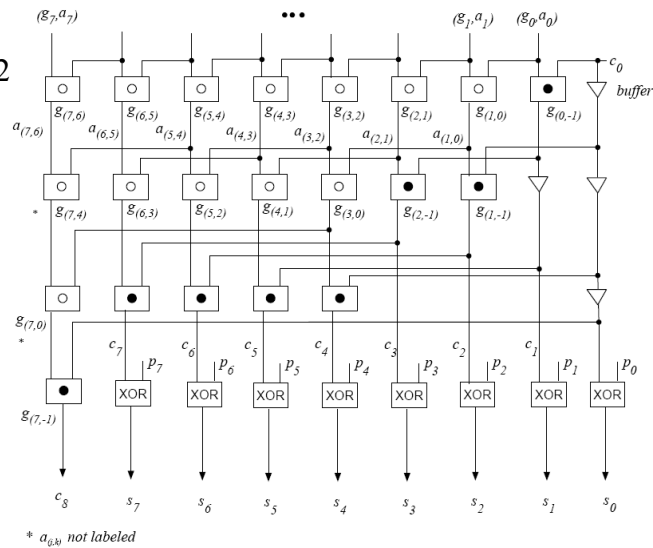 (g7,a7) ••• (g1,a1) (g0,a0)
2
c0
buffer
g(7,6) g(6,5) g(5,4) g(4,3) g(3,2) g(2,1) g(1,0) g(0,-1)
a(7,6) a(6,5) a(5,4) a(4,3) a(3,2) a(2,1) a(1,0)
* g(7,4) g(6,3) g(5,2) g(4,1) g(3,0) g(2,-1) g(1,-1)
g(7,0)
*
c7 c6 c5 c4 c3 c2 c1
p7 p6 p5 p4 p3 p2 p1 p0
XOR XOR XOR XOR XOR XOR XOR XOR
g(7,-1)
c8 s7 s6 s5 s4 s3 s2 s1 s0
* a(j,k) not labeled